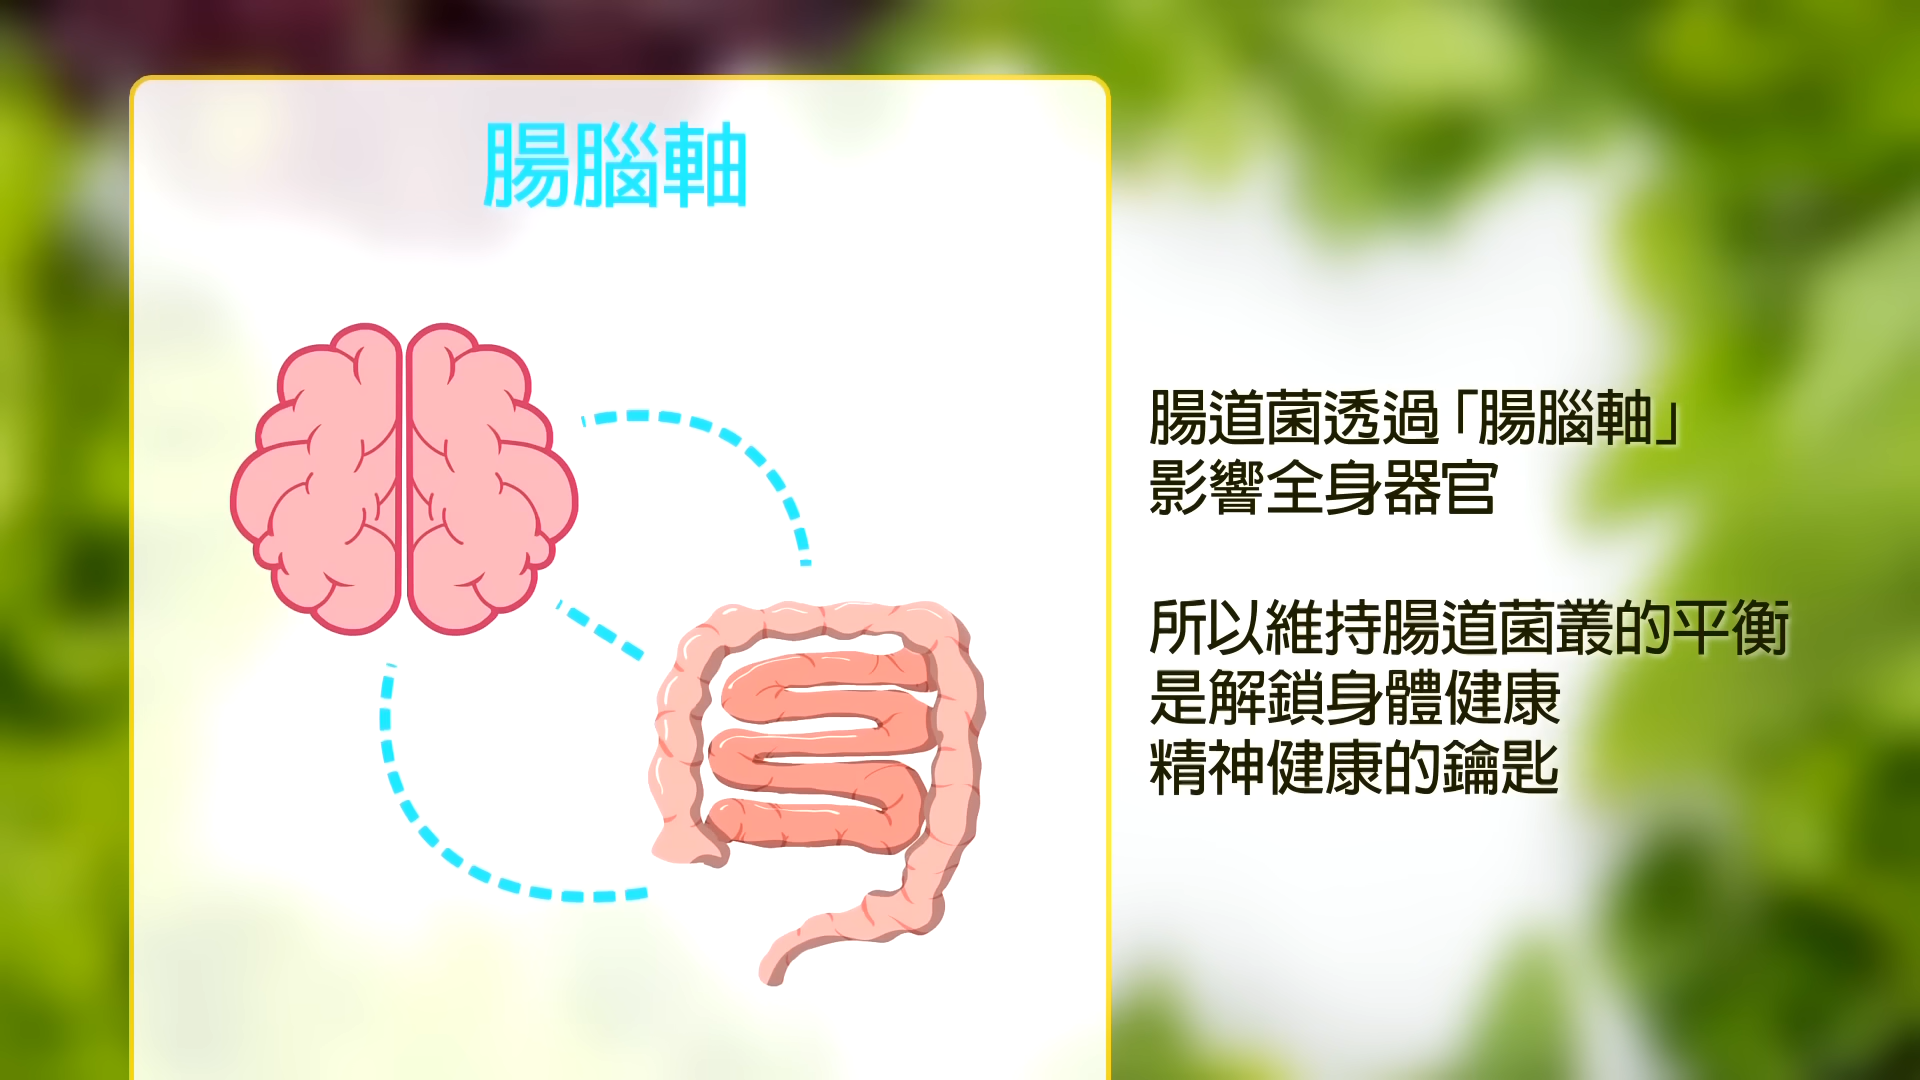 腸腦軸
腸道菌透過「腸腦軸」
影響全身器官
所以維持腸道菌叢的平衡
是解鎖身體健康
精神健康的鑰匙